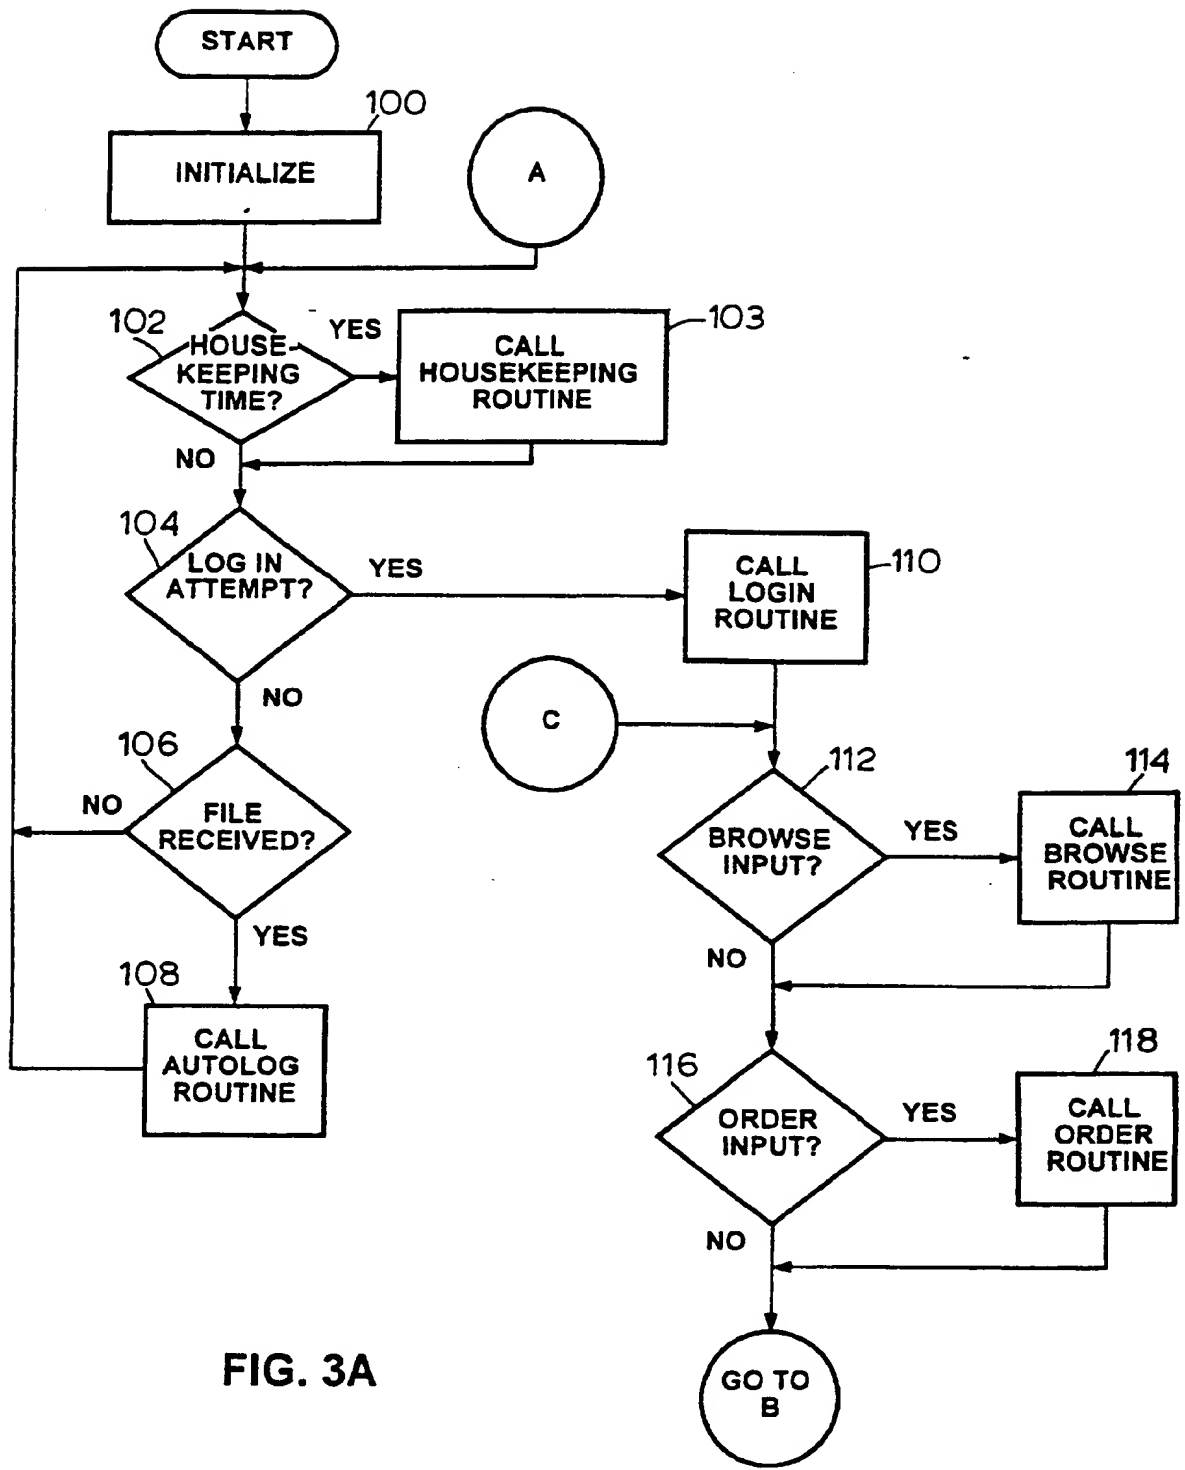 START
100
INITIALIZE
A
102
HOUSE-
KEEPING
TIME?
YES
103
CALL
HOUSEKEEPING
ROUTINE
NO
104
LOG IN
ATTEMPT?
YES
110
CALL
LOGIN
ROUTINE
NO
C
106
FILE
RECEIVED?
NO
YES
112
BROWSE
INPUT?
YES
114
CALL
BROWSE
ROUTINE
NO
108
CALL
AUTOLOG
ROUTINE
116
ORDER
INPUT?
YES
118
CALL
ORDER
ROUTINE
NO
GO TO
B
FIG. 3A